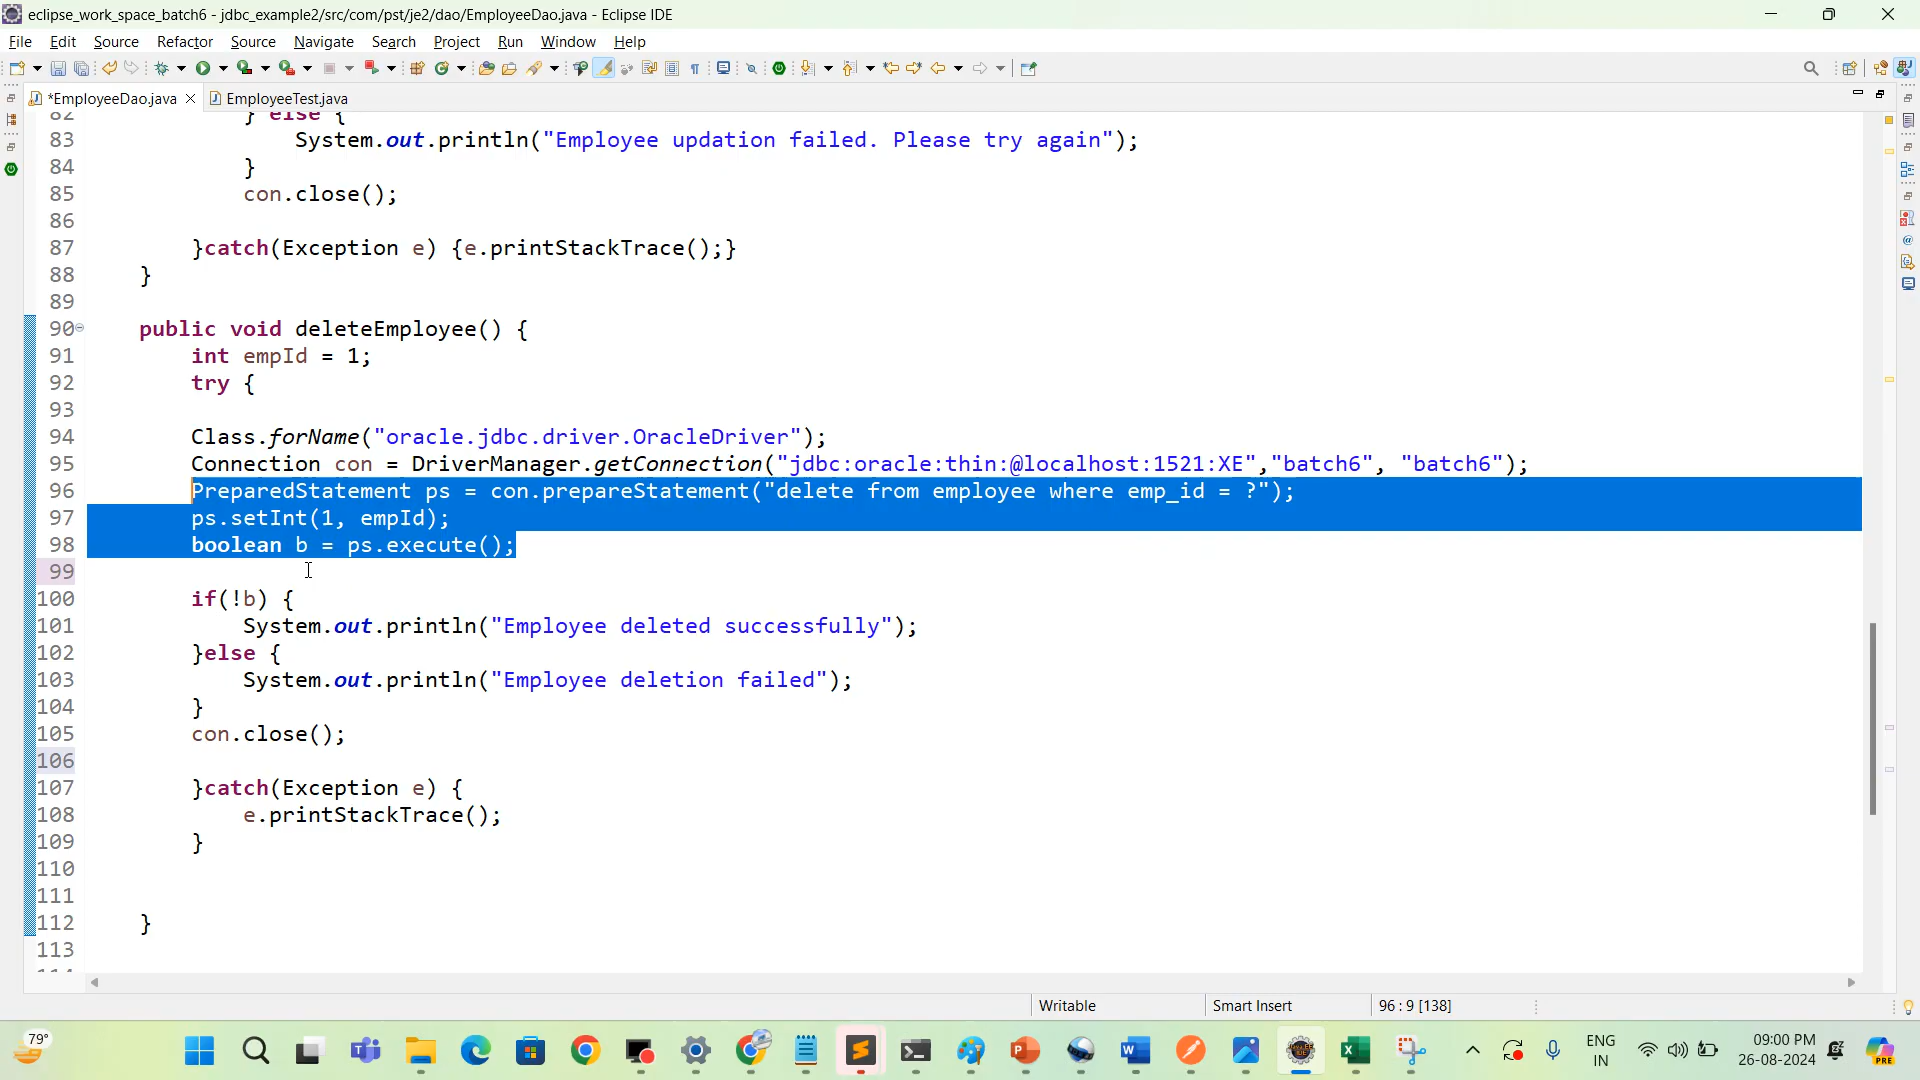 eclipse_work_space_batch6 - jdbc_example2/src/com/pst/je2/dao/EmployeeDao.java - Eclipse IDE
File Edit Source Refactor Source Navigate Search Project Run Window Help
*EmployeeDao.java EmployeeTest.java
82 } else {
83 System.out.println("Employee updation failed. Please try again");
84 }
85 con.close();
86
87 }catch(Exception e) {e.printStackTrace();}
88 }
89
90 public void deleteEmployee() {
91 int empId = 1;
92 try {
93
94 Class.forName("oracle.jdbc.driver.OracleDriver");
95 Connection con = DriverManager.getConnection("jdbc:oracle:thin:@localhost:1521:XE","batch6", "batch6");
96 PreparedStatement ps = con.prepareStatement("delete from employee where emp_id = ?");
97 ps.setInt(1, empId);
98 boolean b = ps.execute();
99
100 if(!b) {
101 System.out.println("Employee deleted successfully");
102 }else {
103 System.out.println("Employee deletion failed");
104 }
105 con.close();
106
107 }catch(Exception e) {
108 e.printStackTrace();
109 }
110
111
112 }
113
Writable Smart Insert 96 : 9 [138]
79°
ENG
IN
09:00 PM
26-08-2024
PRE